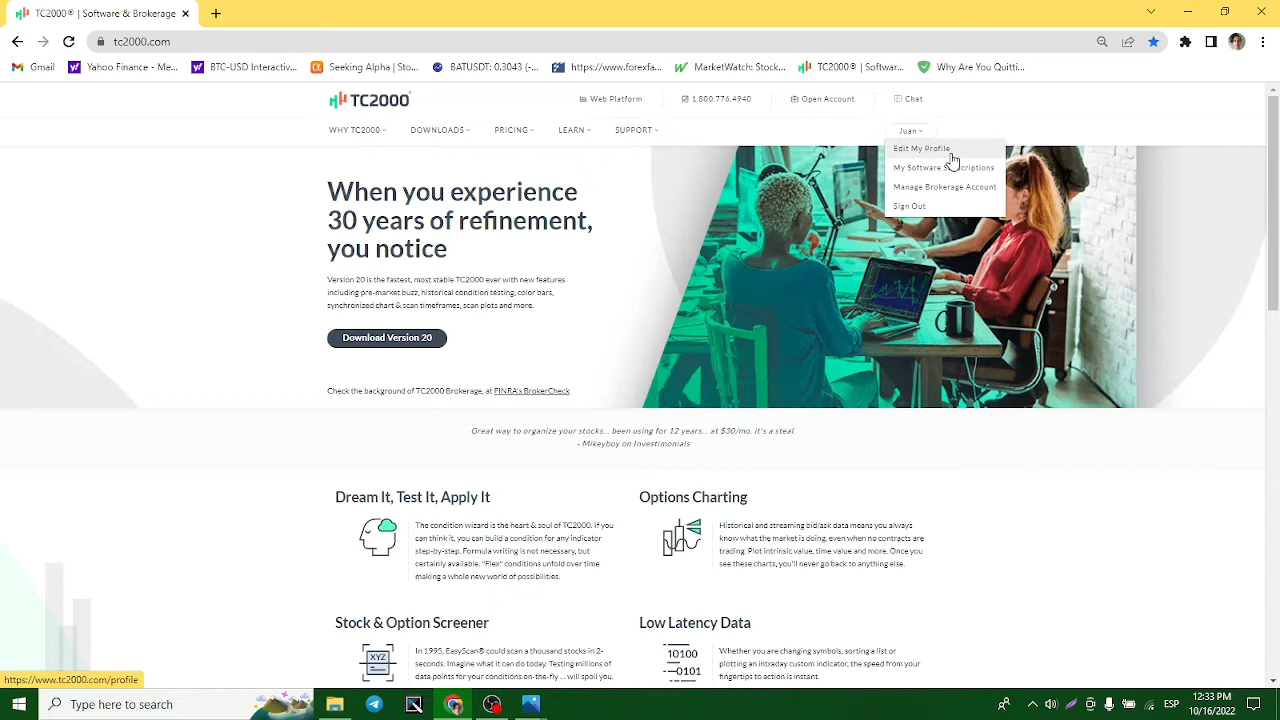 TC2000® | Software & Brokerage
tc2000.com
Gmail
Yahoo Finance - Me...
BTC-USD Interactiv...
Seeking Alpha | Sto...
BATUSDT: 0.3043 (-...
https://www.forexfa...
MarketWatch: Stock...
TC2000® | Softwar...
Why Are You Quitti...
TC2000®
Web Platform
1.800.776.4940
Open Account
Chat
WHY TC2000
DOWNLOADS
PRICING
LEARN
SUPPORT
Juan
Edit My Profile
My Software Subscriptions
Manage Brokerage Account
Sign Out
When you experience
30 years of refinement,
you notice
Version 20 is the fastest, most stable TC2000 ever with new features
including pre-market buzz, historical condition testing, color bars,
synchronized chart & scan timeframes, scan plots and more.
Download Version 20
Check the background of TC2000 Brokerage, at FINRA's BrokerCheck
Great way to organize your stocks... been using for 12 years... at $30/mo. it's a steal.
- Mikeyboy on Investimonials
Dream It, Test It, Apply It
The condition wizard is the heart & soul of TC2000. If you
can think it, you can build a condition for any indicator
step-by-step. Formula writing is not necessary, but
certainly available. "Flex" conditions unfold over time
making a whole new world of possibilities.
Options Charting
Historical and streaming bid/ask data means you always
know what the market is doing, even when no contracts are
trading. Plot intrinsic value, time value and more. Once you
see these charts, you'll never go back to anything else.
Stock & Option Screener
XYZ
In 1995, EasyScan® could scan a thousand stocks in 2-
seconds. Imagine what it can do today. Testing millions of
data points for your conditions on-the-fly ... will spoil you.
Low Latency Data
10100
0101
Whether you are changing symbols, sorting a list or
plotting an intraday custom indicator, the speed from your
fingertips to action is instant.
https://www.tc2000.com/profile
Type here to search
ESP
12:33 PM
10/16/2022